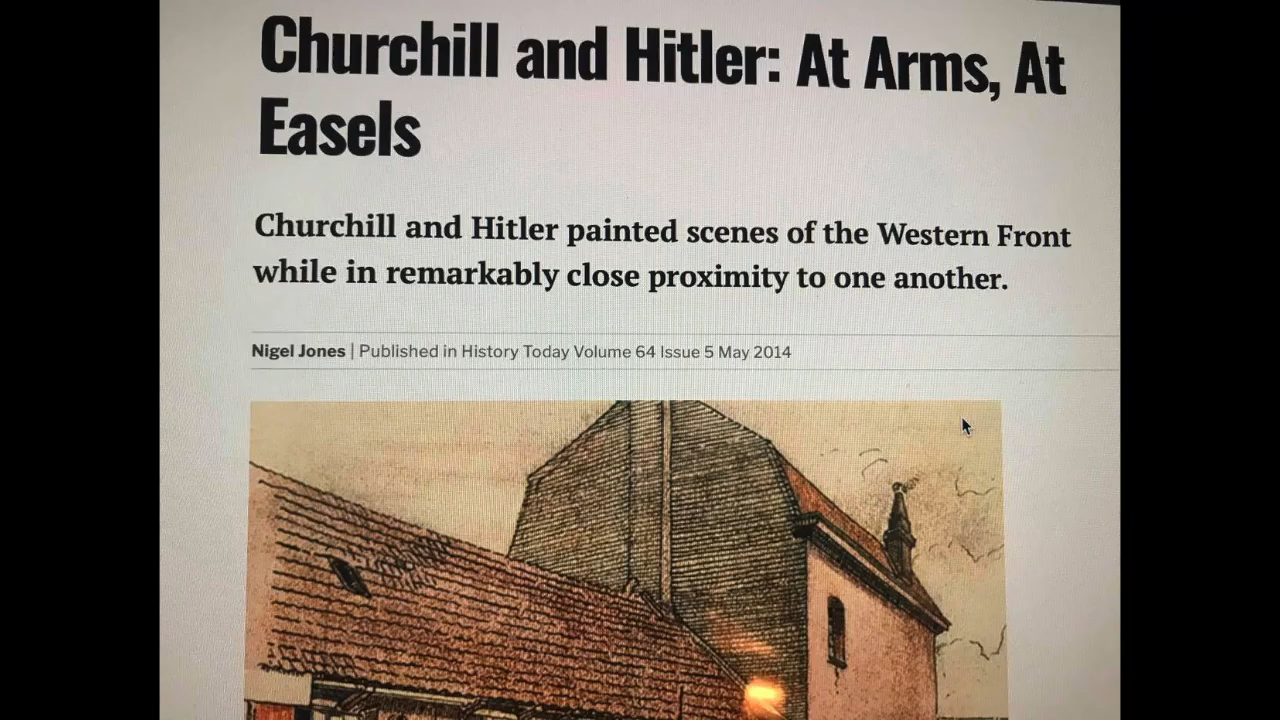 Churchill and Hitler: At Arms, At
Easels
Churchill and Hitler painted scenes of the Western Front
while in remarkably close proximity to one another.
Nigel Jones | Published in History Today Volume 64 Issue 5 May 2014